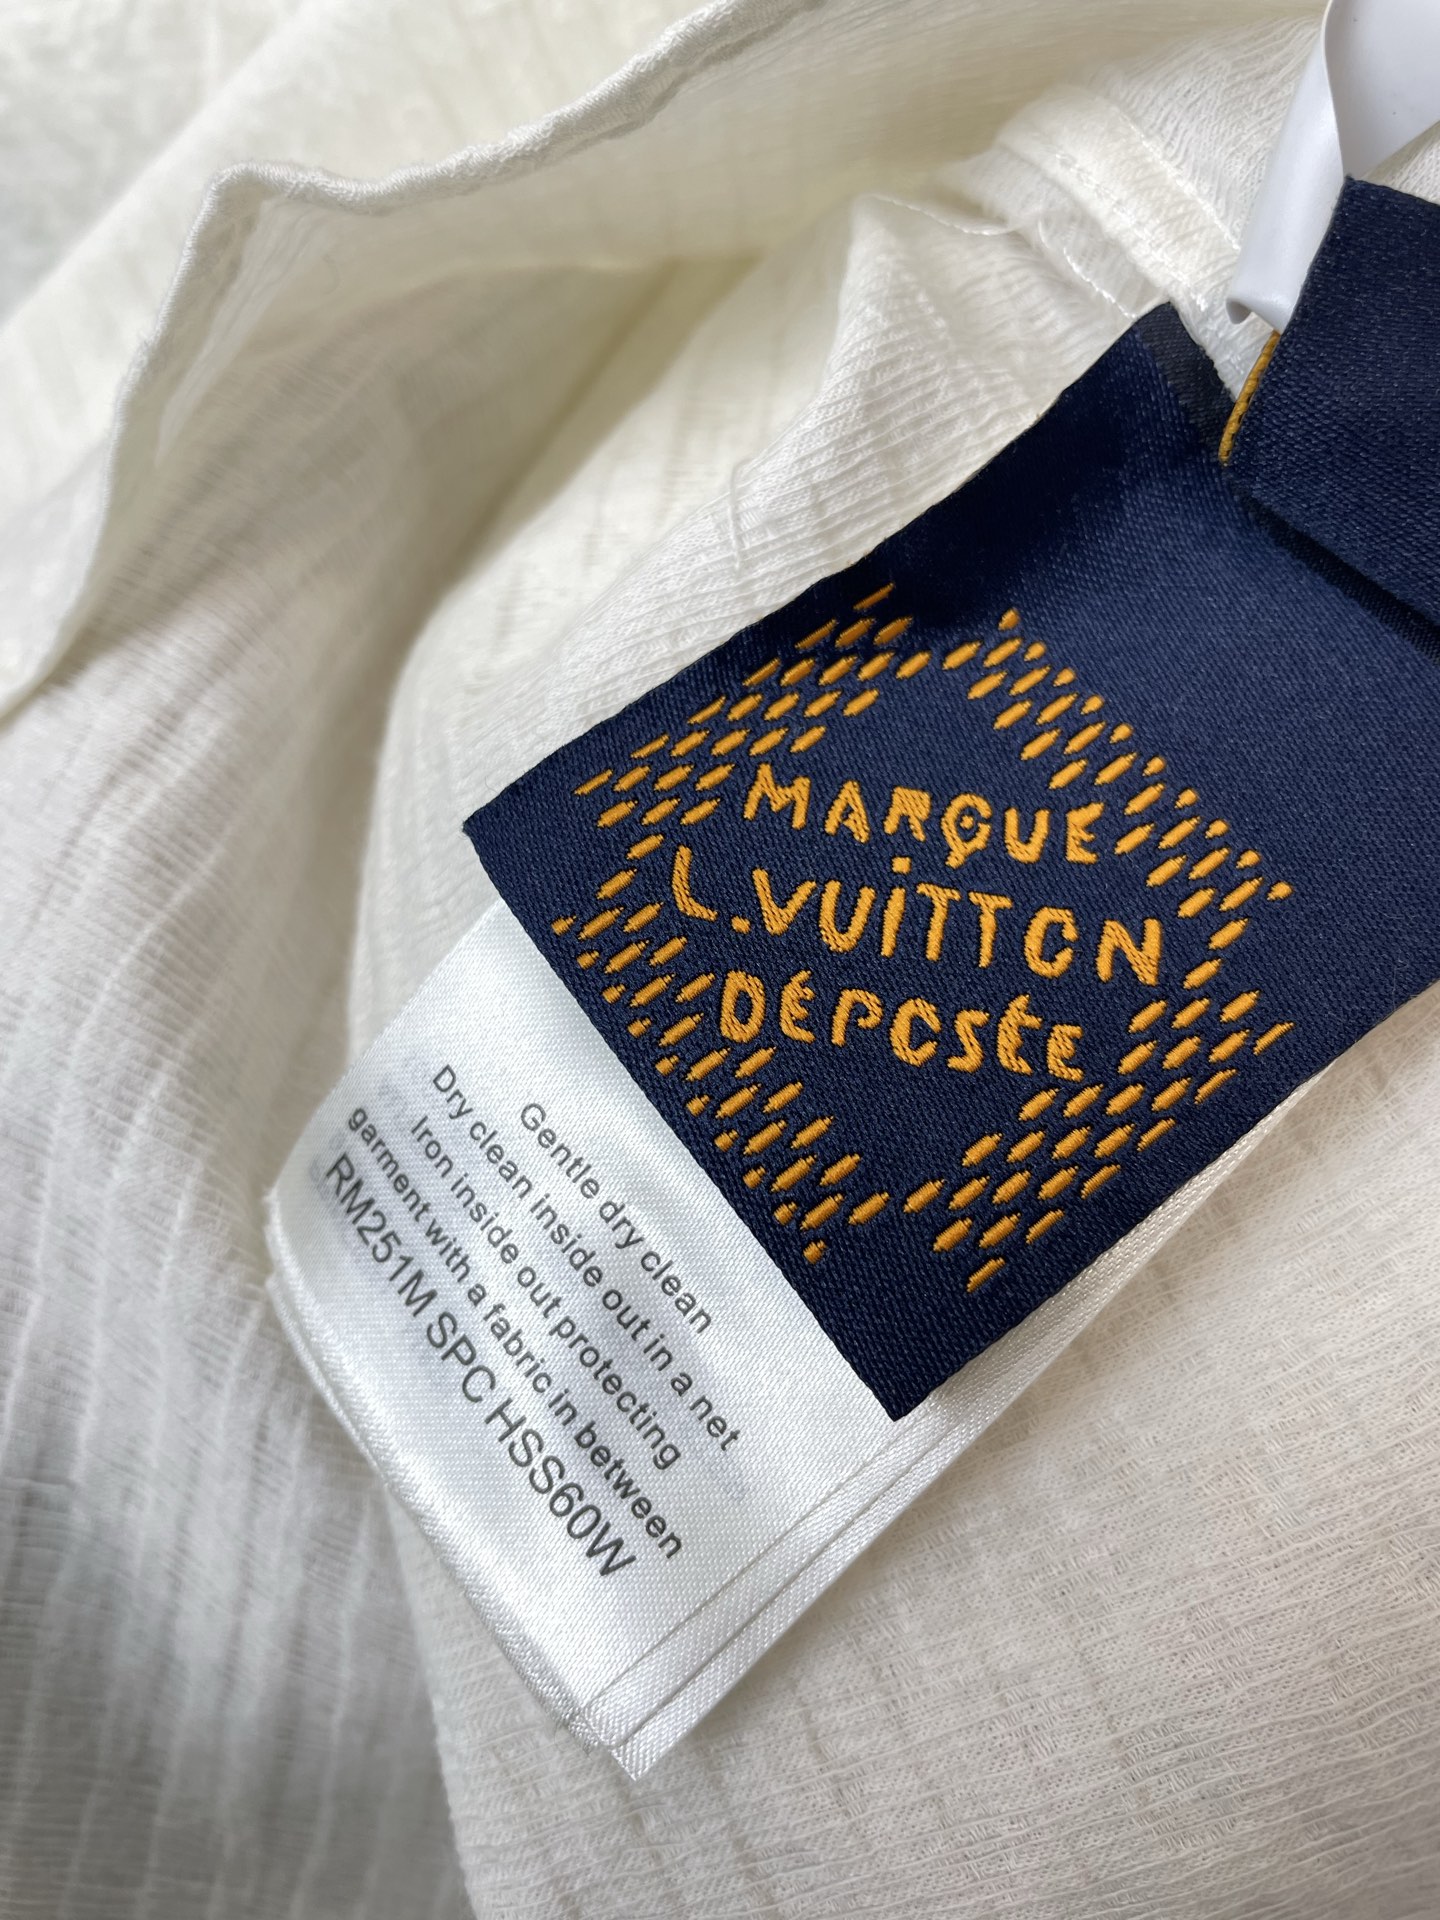 MARQUE
L.VUITTON
DÉPOSÉE
Gentle dry clean
Dry clean inside out in a net
Iron inside out protecting
garment with a fabric in between
RM251M SPC HSS60W